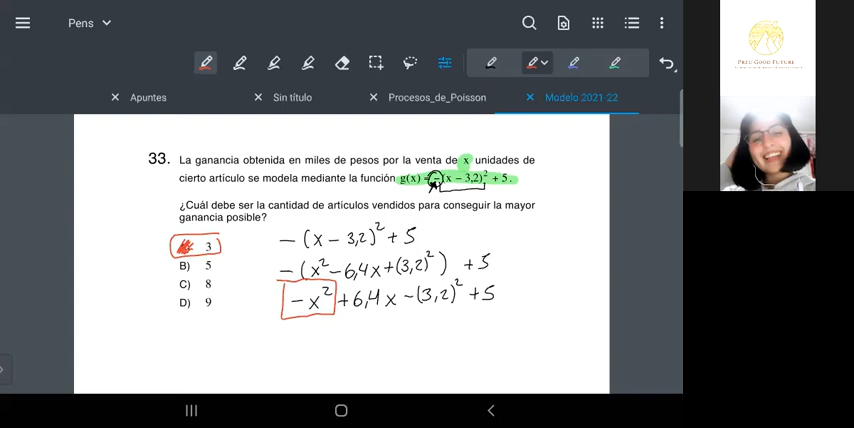 Pens
Apuntes
Sin título
Procesos_de_Poisson
Modelo 2021-22
33. La ganancia obtenida en miles de pesos por la venta de x unidades de
cierto artículo se modela mediante la función g(x) = -(x - 3,2)² + 5.
¿Cuál debe ser la cantidad de artículos vendidos para conseguir la mayor
ganancia posible?
3
B) 5
C) 8
D) 9
- (x - 3,2)² + 5
- (x² - 6,4x + (3,2)²) + 5
- x² + 6,4x - (3,2)² + 5
PREU GOOD FUTURE